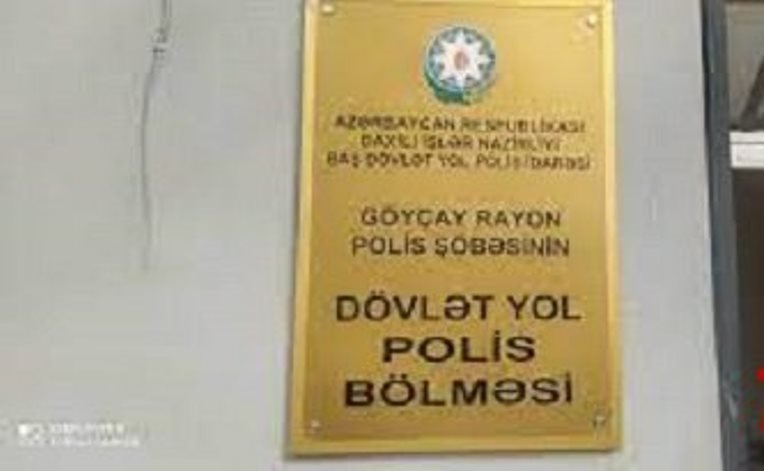 AZƏRBAYCAN RESPUBLİKASI
DAXİLİ İŞLƏR NAZİRLİYİ
BAŞ DÖVLƏT YOL POLİSİ İDARƏSİ
GÖYÇAY RAYON
POLİS ŞÖBƏSİNİN
DÖVLƏT YOL
POLİS
BÖLMƏSİ